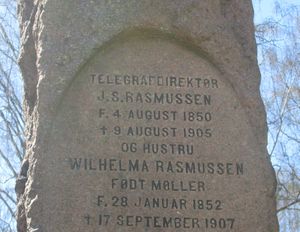 TELEGRAFDIREKTØR
J.S.RASMUSSEN
F. 4 AUGUST 1850
✝ 9 AUGUST 1905
OG HUSTRU
WILHELMA RASMUSSEN
FØDT MØLLER
F. 28 JANUAR 1852
✝ 17 SEPTEMBER 1907